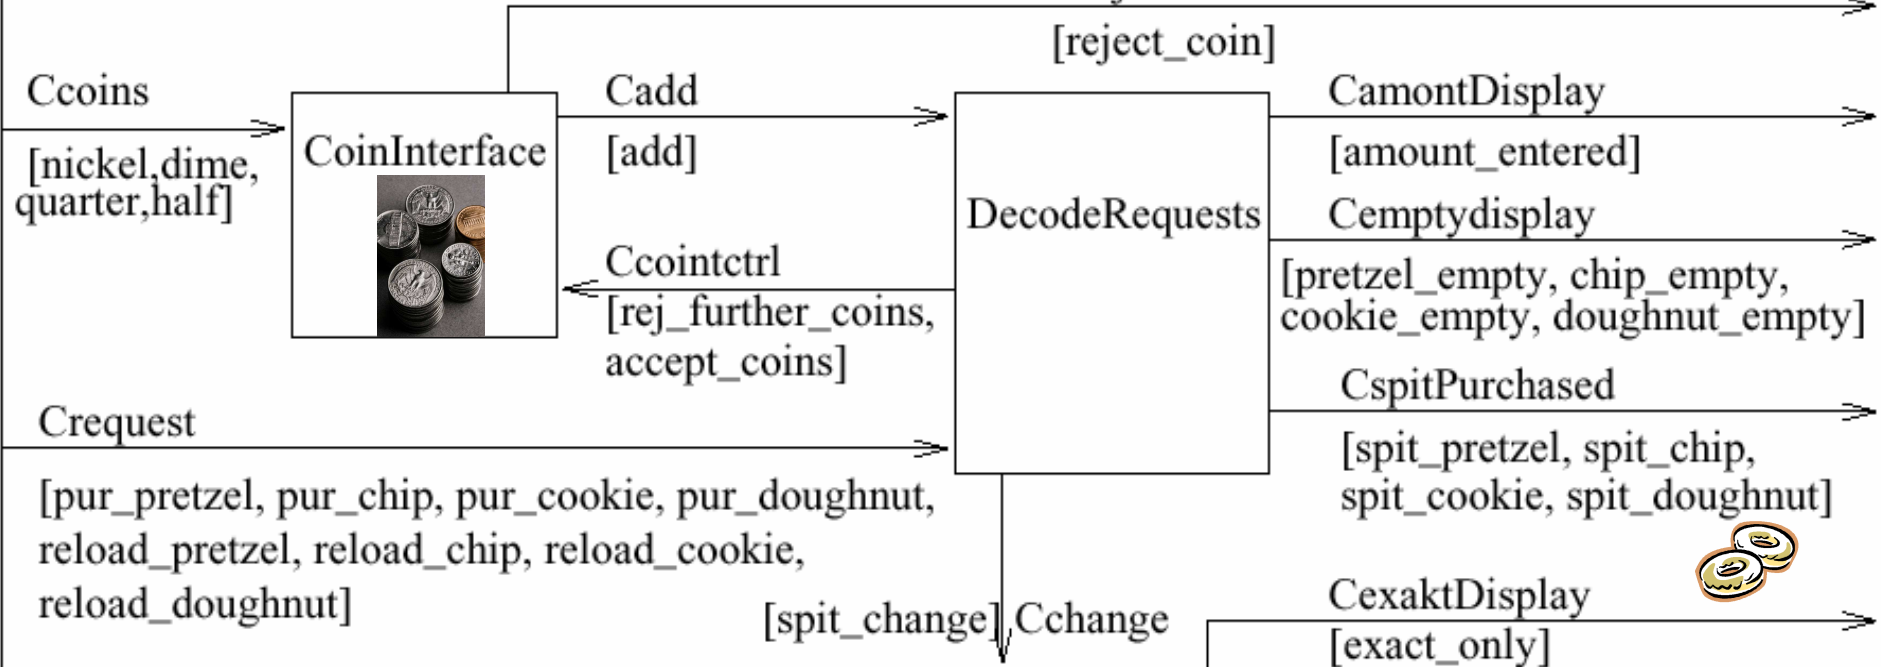 [reject_coin]
Ccoins
[nickel,dime,
quarter,half]
CoinInterface
Cadd
[add]
Ccointctrl
[rej_further_coins,
accept_coins]
DecodeRequests
CamontDisplay
[amount_entered]
Cemptydisplay
[pretzel_empty, chip_empty,
cookie_empty, doughnut_empty]
CspitPurchased
[spit_pretzel, spit_chip,
spit_cookie, spit_doughnut]
Crequest
[pur_pretzel, pur_chip, pur_cookie, pur_doughnut,
reload_pretzel, reload_chip, reload_cookie,
reload_doughnut]
[spit_change] Cchange
CexaktDisplay
[exact_only]